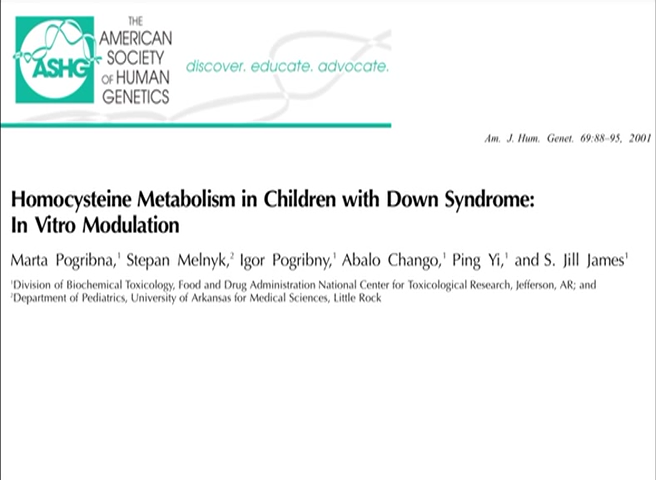 THE
AMERICAN
SOCIETY
OF HUMAN
GENETICS
ASHG
discover. educate. advocate.
Am. J. Hum. Genet. 69:88–95, 2001
Homocysteine Metabolism in Children with Down Syndrome:
In Vitro Modulation
Marta Pogribna,¹ Stepan Melnyk,² Igor Pogribny,¹ Abalo Chango,¹ Ping Yi,¹ and S. Jill James¹
¹Division of Biochemical Toxicology, Food and Drug Administration National Center for Toxicological Research, Jefferson, AR; and
²Department of Pediatrics, University of Arkansas for Medical Sciences, Little Rock